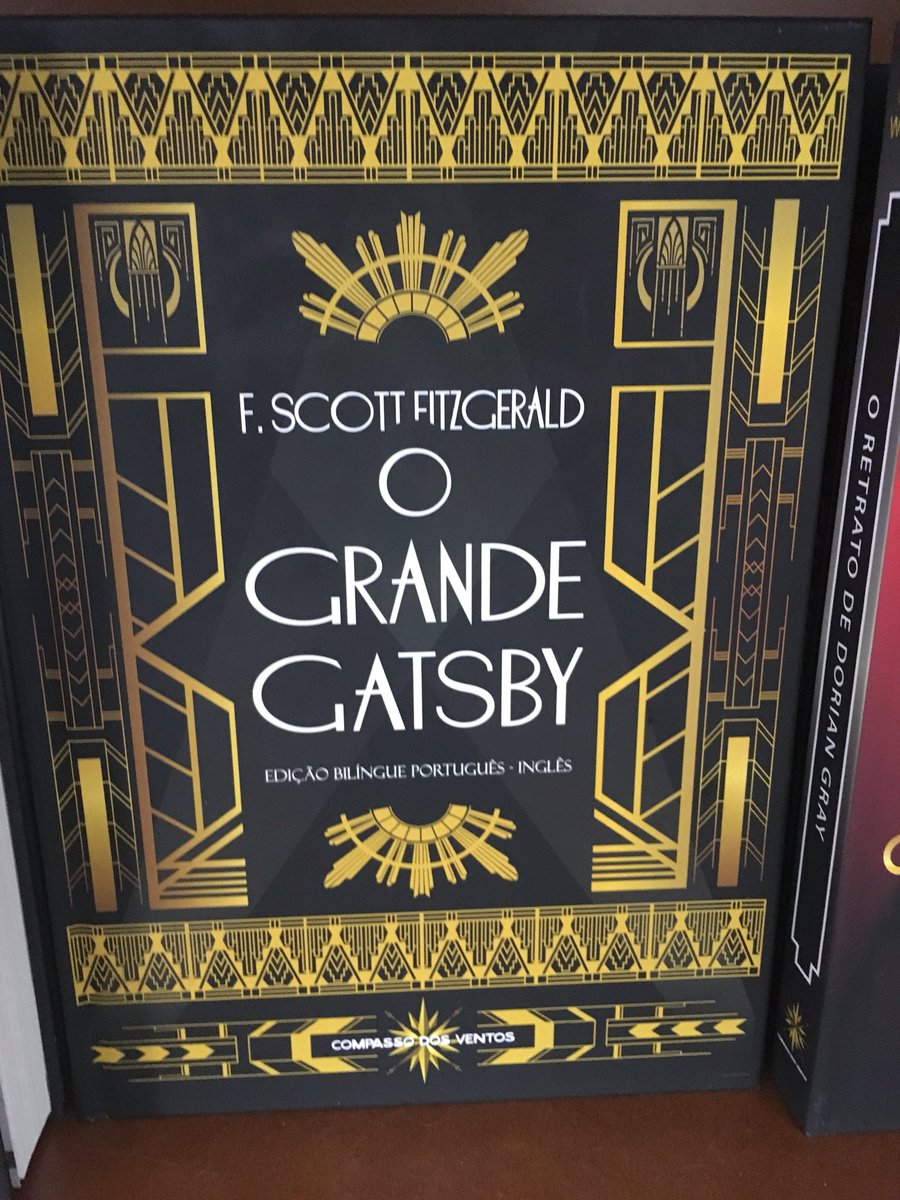 F. SCOTT FITZGERALD
O
GRANDE
GATSBY
EDIÇÃO BILÍNGUE PORTUGUÊS - INGLÊS
COMPASSO DOS VENTOS
O RETRATO DE DORIAN GRAY